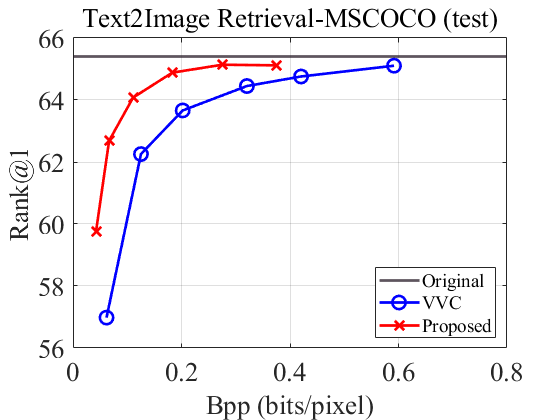 Text2Image Retrieval-MSCOCO (test)
66
64
62
60
58
56
Rank@1
0
0.2
0.4
0.6
0.8
Bpp (bits/pixel)
Original
VVC
Proposed